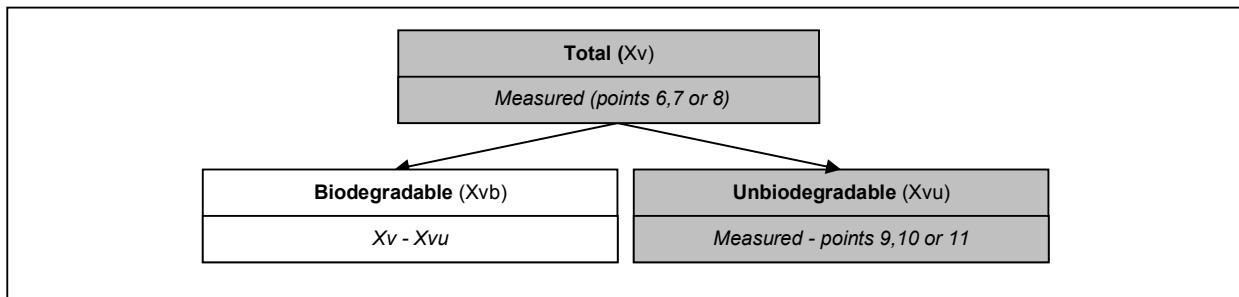 Total (Xv)
Measured (points 6,7 or 8)
Biodegradable (Xvb)
Xv - Xvu
Unbiodegradable (Xvu)
Measured - points 9,10 or 11